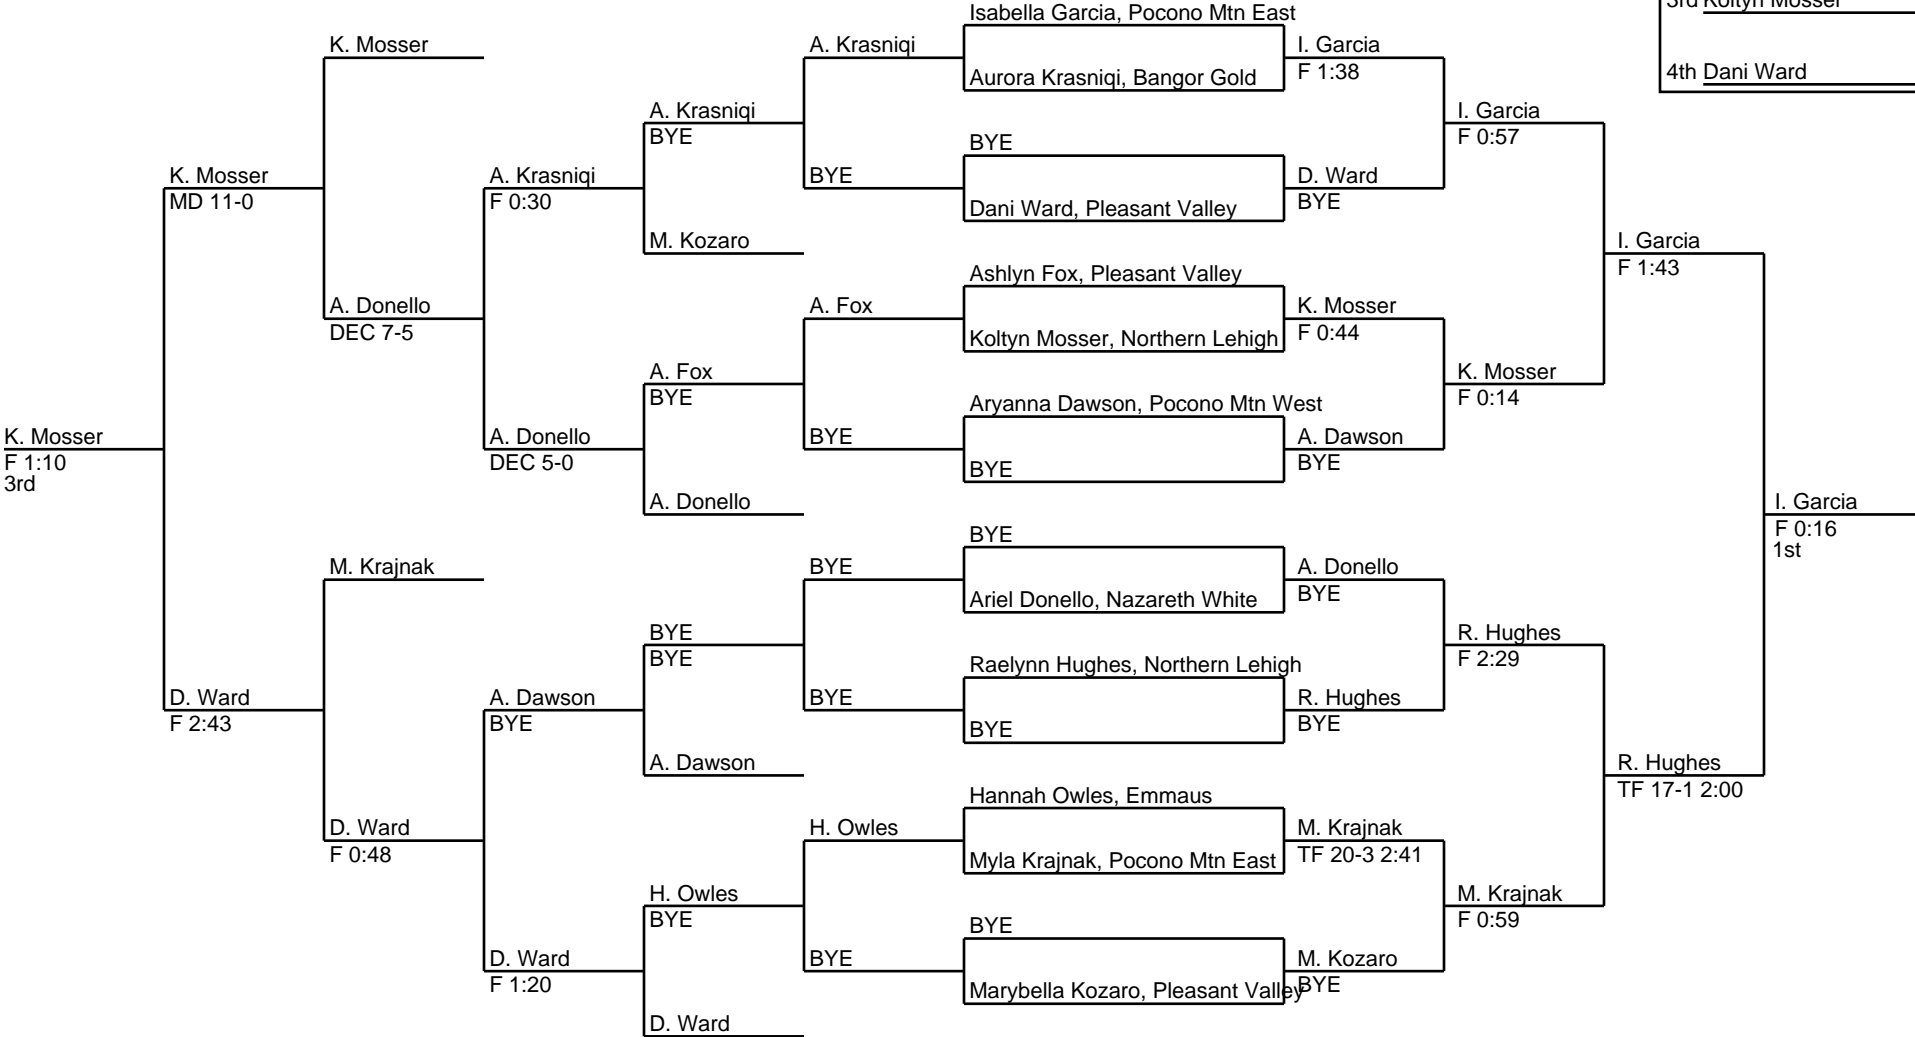 3rd Koltyn Mosser
4th Dani Ward
K. Mosser
F 1:10
3rd
K. Mosser
MD 11-0
D. Ward
F 2:43
K. Mosser
A. Donello
DEC 7-5
M. Krajnak
D. Ward
F 0:48
A. Krasniqi
F 0:30
A. Donello
DEC 5-0
A. Dawson
BYE
D. Ward
F 1:20
A. Krasniqi
BYE
M. Kozaro
A. Fox
BYE
A. Donello
BYE
BYE
A. Dawson
H. Owles
BYE
D. Ward
A. Krasniqi
BYE
A. Fox
BYE
BYE
BYE
H. Owles
BYE
Isabella Garcia, Pocono Mtn East
Aurora Krasniqi, Bangor Gold
BYE
Dani Ward, Pleasant Valley
Ashlyn Fox, Pleasant Valley
Koltyn Mosser, Northern Lehigh
Aryanna Dawson, Pocono Mtn West
BYE
BYE
Ariel Donello, Nazareth White
Raelynn Hughes, Northern Lehigh
BYE
Hannah Owles, Emmaus
Myla Krajnak, Pocono Mtn East
BYE
Marybella Kozaro, Pleasant Valley
I. Garcia
F 1:38
D. Ward
BYE
K. Mosser
F 0:44
A. Dawson
BYE
A. Donello
BYE
R. Hughes
BYE
M. Krajnak
TF 20-3 2:41
M. Kozaro
BYE
I. Garcia
F 0:57
K. Mosser
F 0:14
R. Hughes
F 2:29
M. Krajnak
F 0:59
I. Garcia
F 1:43
R. Hughes
TF 17-1 2:00
I. Garcia
F 0:16
1st